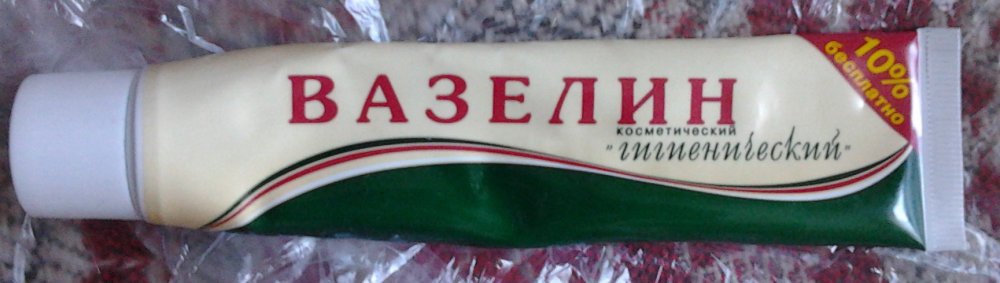 ВАЗЕЛИН
косметический
"гигиенический"
10%
бесплатно